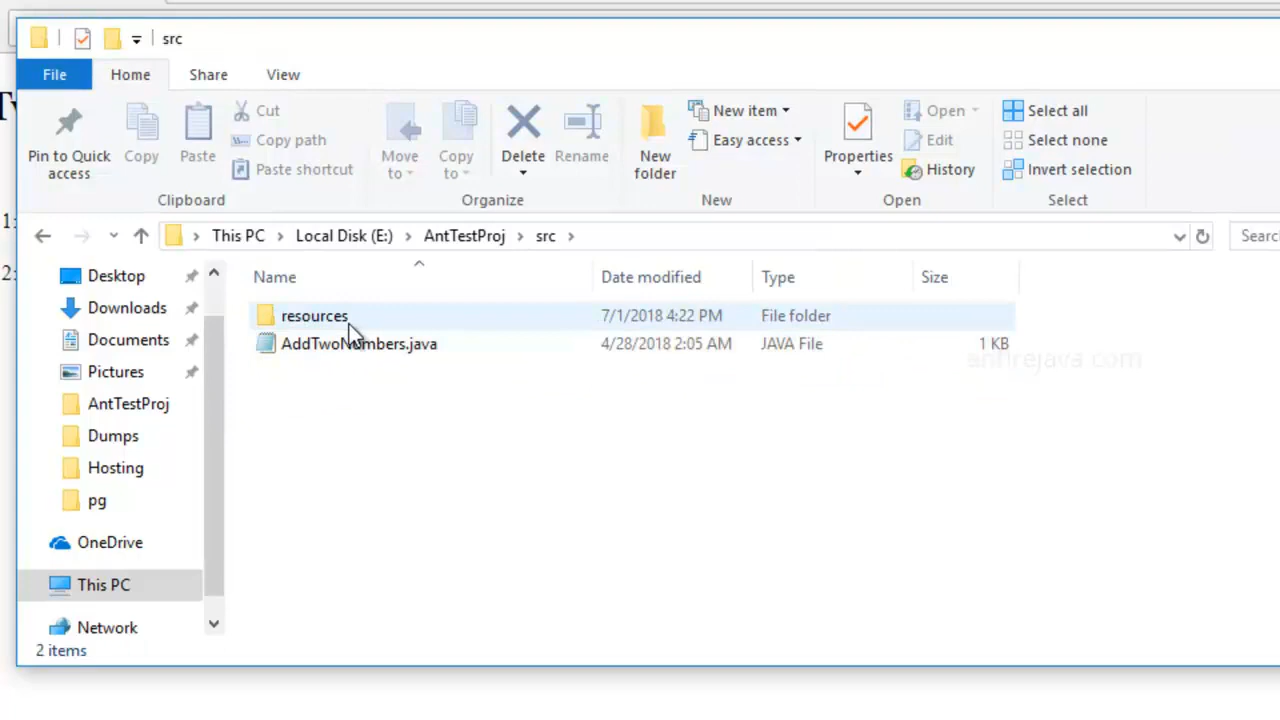 src
File Home Share View
Pin to Quick access
Copy
Paste
Cut
Copy path
Paste shortcut
Clipboard
Move to
Copy to
Delete
Rename
Organize
New folder
New item
Easy access
New
Properties
Open
Edit
History
Open
Select all
Select none
Invert selection
Select
This PC > Local Disk (E:) > AntTestProj > src >
Name Date modified Type Size
resources 7/1/2018 4:22 PM File folder
AddTwoNumbers.java 4/28/2018 2:05 AM JAVA File 1 KB
Desktop
Downloads
Documents
Pictures
AntTestProj
Dumps
Hosting
pg
OneDrive
This PC
Network
2 items
1:
2: